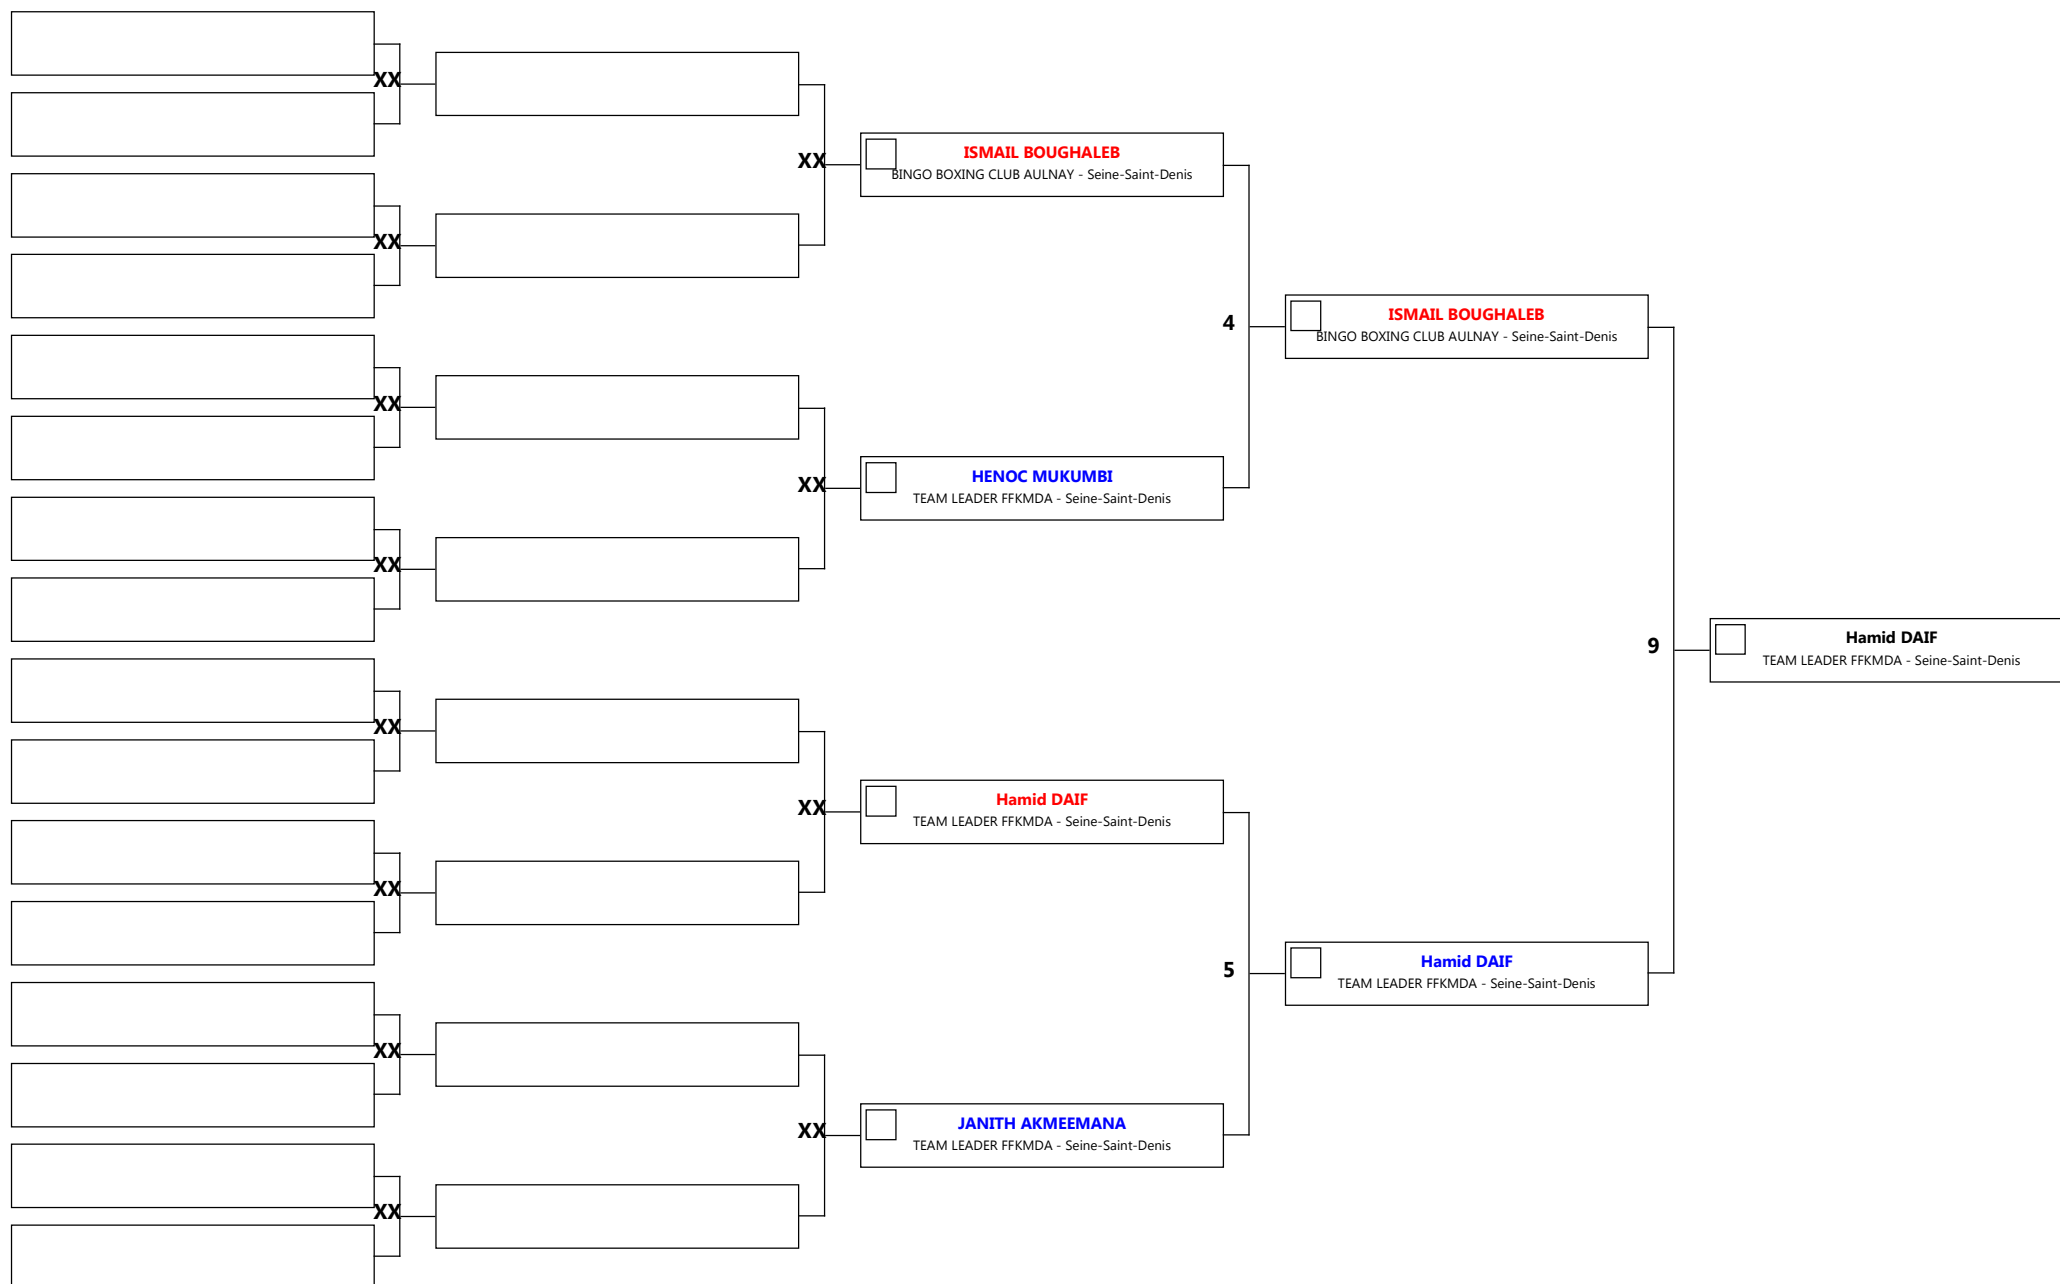 XX
XX
ISMAIL BOUGHALEB
BINGO BOXING CLUB AULNAY - Seine-Saint-Denis
XX
4
ISMAIL BOUGHALEB
BINGO BOXING CLUB AULNAY - Seine-Saint-Denis
XX
XX
HENOC MUKUMBI
TEAM LEADER FFKMDA - Seine-Saint-Denis
XX
9
Hamid DAIF
TEAM LEADER FFKMDA - Seine-Saint-Denis
XX
XX
Hamid DAIF
TEAM LEADER FFKMDA - Seine-Saint-Denis
XX
5
Hamid DAIF
TEAM LEADER FFKMDA - Seine-Saint-Denis
XX
XX
JANITH AKMEEMANA
TEAM LEADER FFKMDA - Seine-Saint-Denis
XX